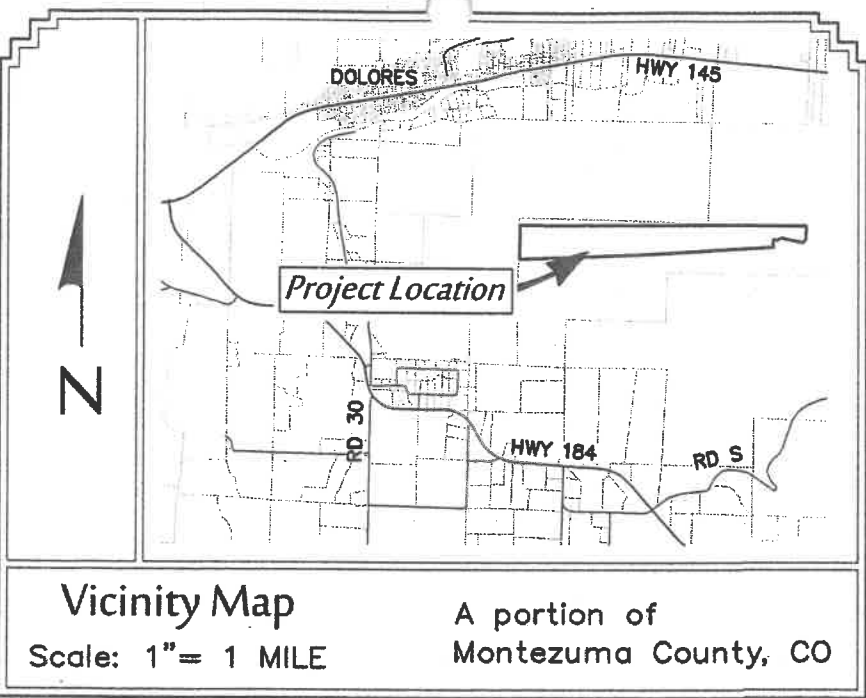 DOLORES
HWY 145
Project Location
RD 30
HWY 184
RD S
N
Vicinity Map
Scale: 1"= 1 MILE
A portion of
Montezuma County, CO